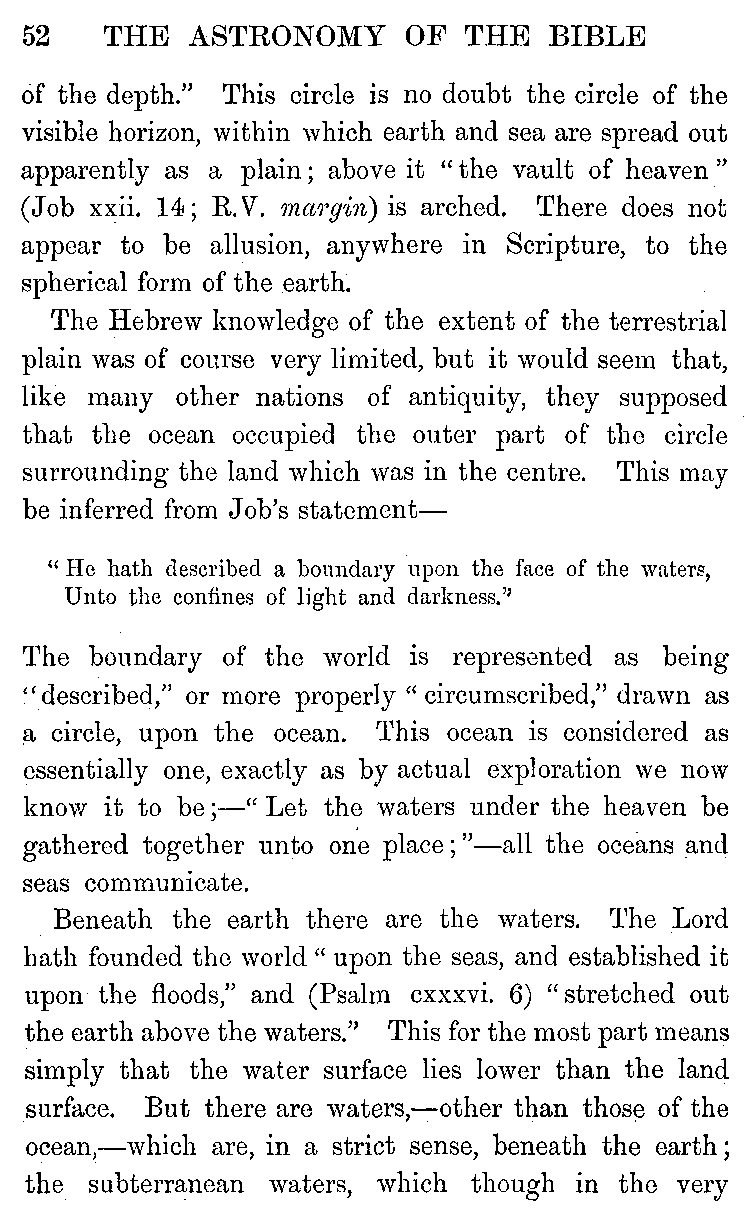 52 THE ASTRONOMY OF THE BIBLE
of the depth.” This circle is no doubt the circle of the
visible horizon, within which earth and sea are spread out
apparently as a plain; above it “the vault of heaven”
(Job xxii. 14; R.V. margin) is arched. There does not
appear to be allusion, anywhere in Scripture, to the
spherical form of the earth.
The Hebrew knowledge of the extent of the terrestrial
plain was of course very limited, but it would seem that,
like many other nations of antiquity, they supposed
that the ocean occupied the outer part of the circle
surrounding the land which was in the centre. This may
be inferred from Job’s statement—
“He hath described a boundary upon the face of the waters,
Unto the confines of light and darkness.”
The boundary of the world is represented as being
“described,” or more properly “circumscribed,” drawn as
a circle, upon the ocean. This ocean is considered as
essentially one, exactly as by actual exploration we now
know it to be;—“Let the waters under the heaven be
gathered together unto one place;”—all the oceans and
seas communicate.
Beneath the earth there are the waters. The Lord
hath founded the world “upon the seas, and established it
upon the floods,” and (Psalm cxxxvi. 6) “stretched out
the earth above the waters.” This for the most part means
simply that the water surface lies lower than the land
surface. But there are waters,—other than those of the
ocean,—which are, in a strict sense, beneath the earth;
the subterranean waters, which though in the very